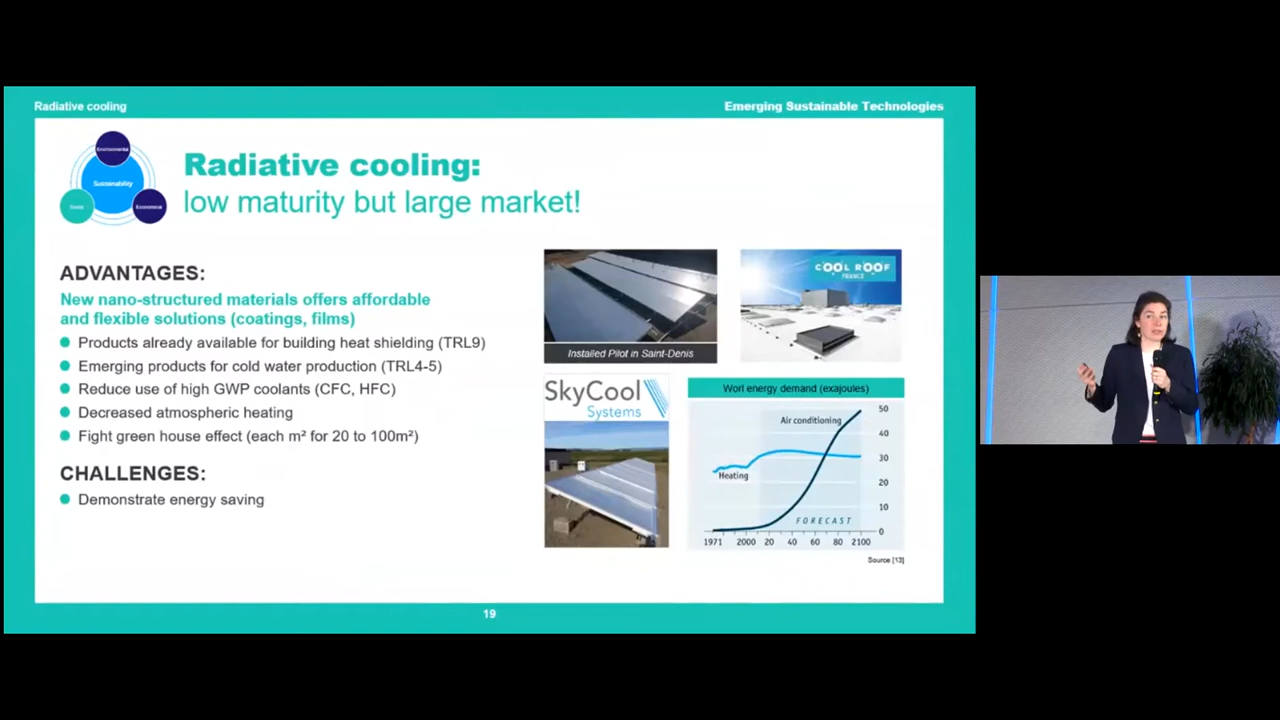 Radiative cooling
Emerging Sustainable Technologies
Environmental
Sustainability
Economical
Radiative cooling:
low maturity but large market!
ADVANTAGES:
New nano-structured materials offers affordable
and flexible solutions (coatings, films)
Products already available for building heat shielding (TRL9)
Emerging products for cold water production (TRL4-5)
Reduce use of high GWP coolants (CFC, HFC)
Decreased atmospheric heating
Fight green house effect (each m² for 20 to 100m²)
CHALLENGES:
Demonstrate energy saving
Installed Pilot in Saint-Denis
COOL ROOF
FRANCE
SkyCool
Systems
Worl energy demand (exajoules)
Air conditioning
Heating
FORECAST
50
40
30
20
10
0
1971 2000 20 40 60 80 2100
Source [13]
19